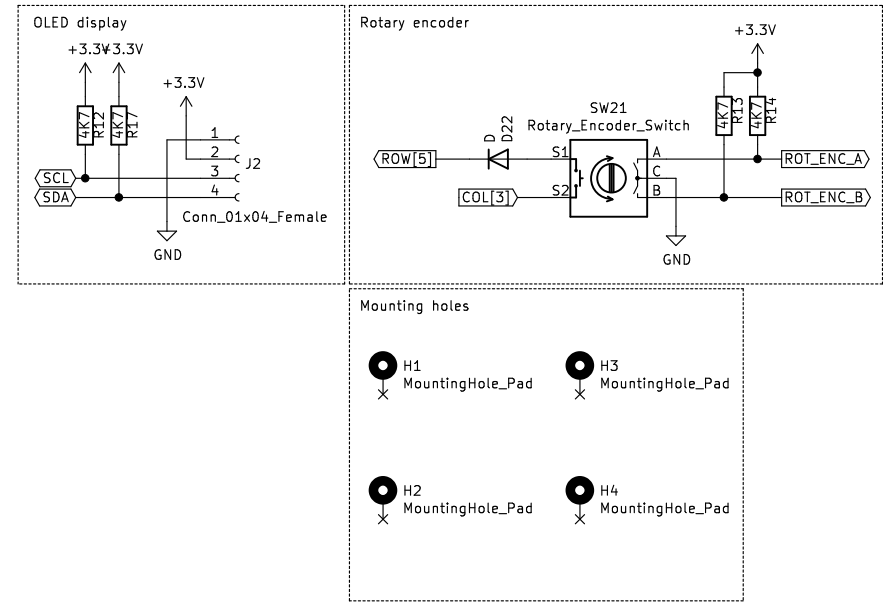 OLED display
+3.3V
+3.3V
+3.3V
4K7
R12
4K7
R17
1
2
3
4
J2
SCL
SDA
Conn_01x04_Female
GND
Rotary encoder
+3.3V
SW21
Rotary_Encoder_Switch
4K7
R13
4K7
R14
D
D22
ROW[5]
S1
A
ROT_ENC_A
C
COL[3]
S2
B
ROT_ENC_B
GND
Mounting holes
H1
MountingHole_Pad
H3
MountingHole_Pad
H2
MountingHole_Pad
H4
MountingHole_Pad